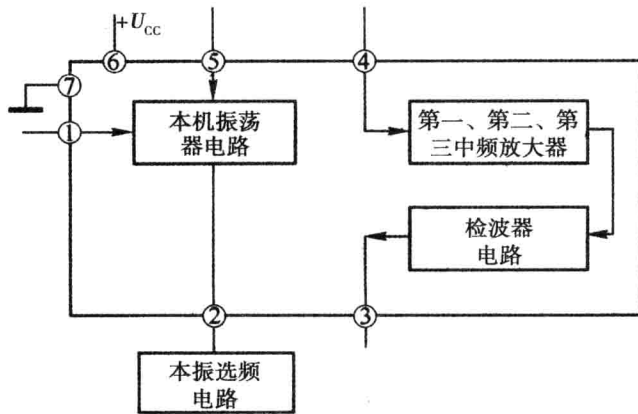 +U_CC
⑥
⑤
④
⑦
①
本机振荡
器电路
第一、第二、第
三中频放大器
检波器
电路
②
③
本振选频
电路